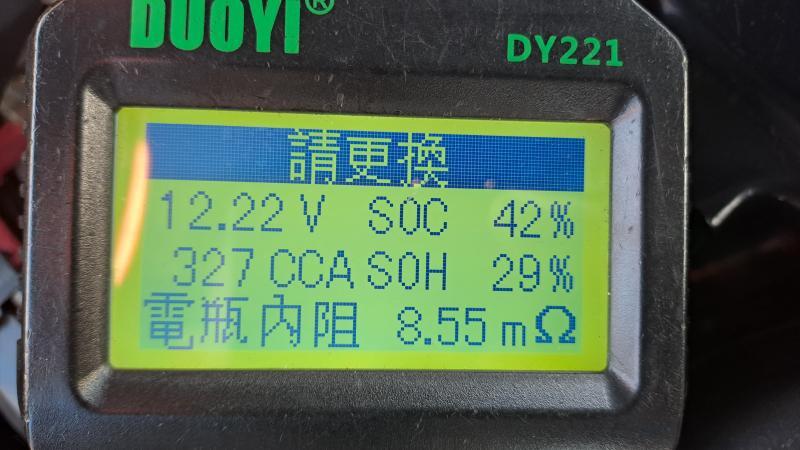 DUOYI®
DY221
請更換
12.22 V SOC 42%
327 CCA SOH 29%
電瓶內阻 8.55 mΩ